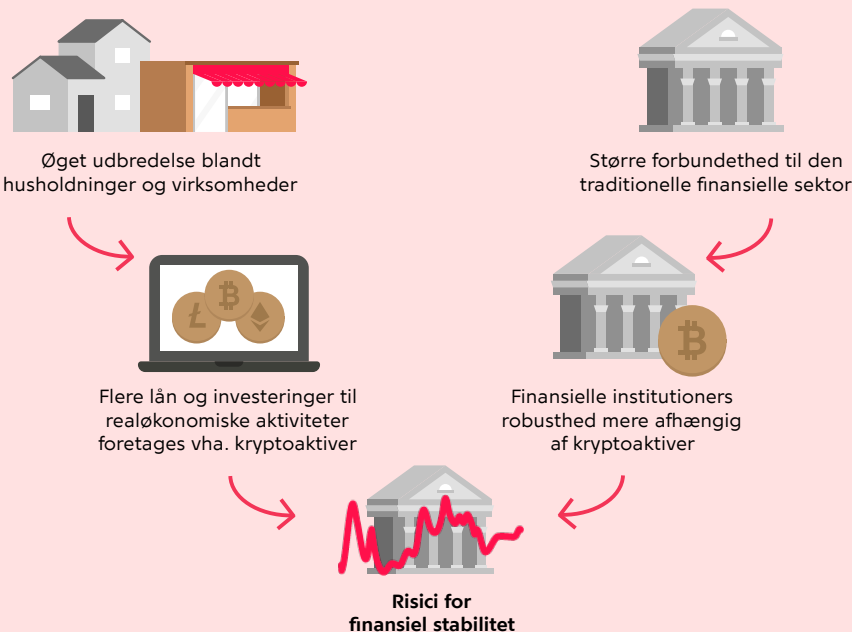 Øget udbredelse blandt
husholdninger og virksomheder
Større forbundethed til den
traditionelle finansielle sektor
Flere lån og investeringer til
realøkonomiske aktiviteter
foretages vha. kryptoaktiver
Finansielle institutioners
robusthed mere afhængig
af kryptoaktiver
Risici for
finansiel stabilitet